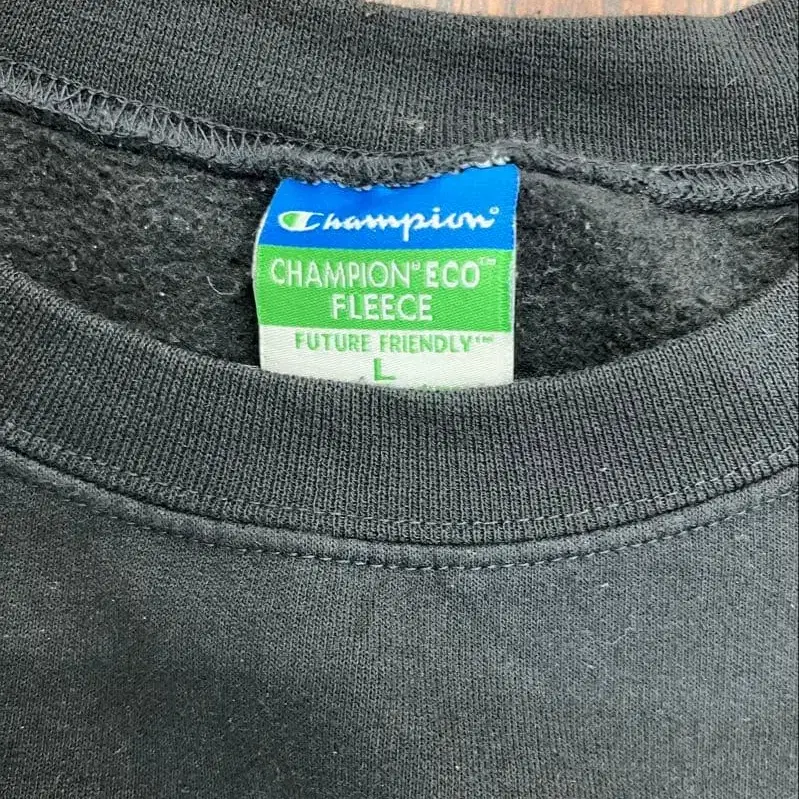 Champion®
CHAMPION® ECO™
FLEECE
FUTURE FRIENDLY™
L